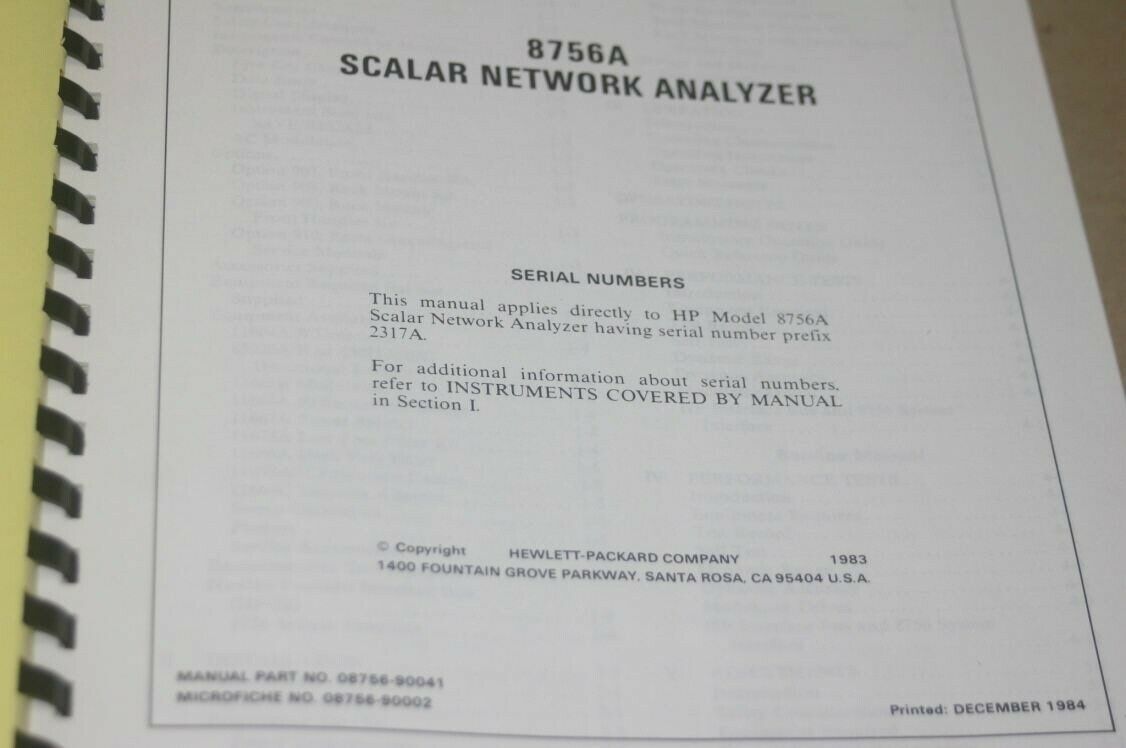 8756A
SCALAR NETWORK ANALYZER
SERIAL NUMBERS
This manual applies directly to HP Model 8756A
Scalar Network Analyzer having serial number prefix
2317A.
For additional information about serial numbers,
refer to INSTRUMENTS COVERED BY MANUAL
in Section I.
© Copyright HEWLETT-PACKARD COMPANY 1983
1400 FOUNTAIN GROVE PARKWAY, SANTA ROSA, CA 95404 U.S.A.
MANUAL PART NO. 08756-90041
MICROFICHE NO. 08756-90002
Printed: DECEMBER 1984